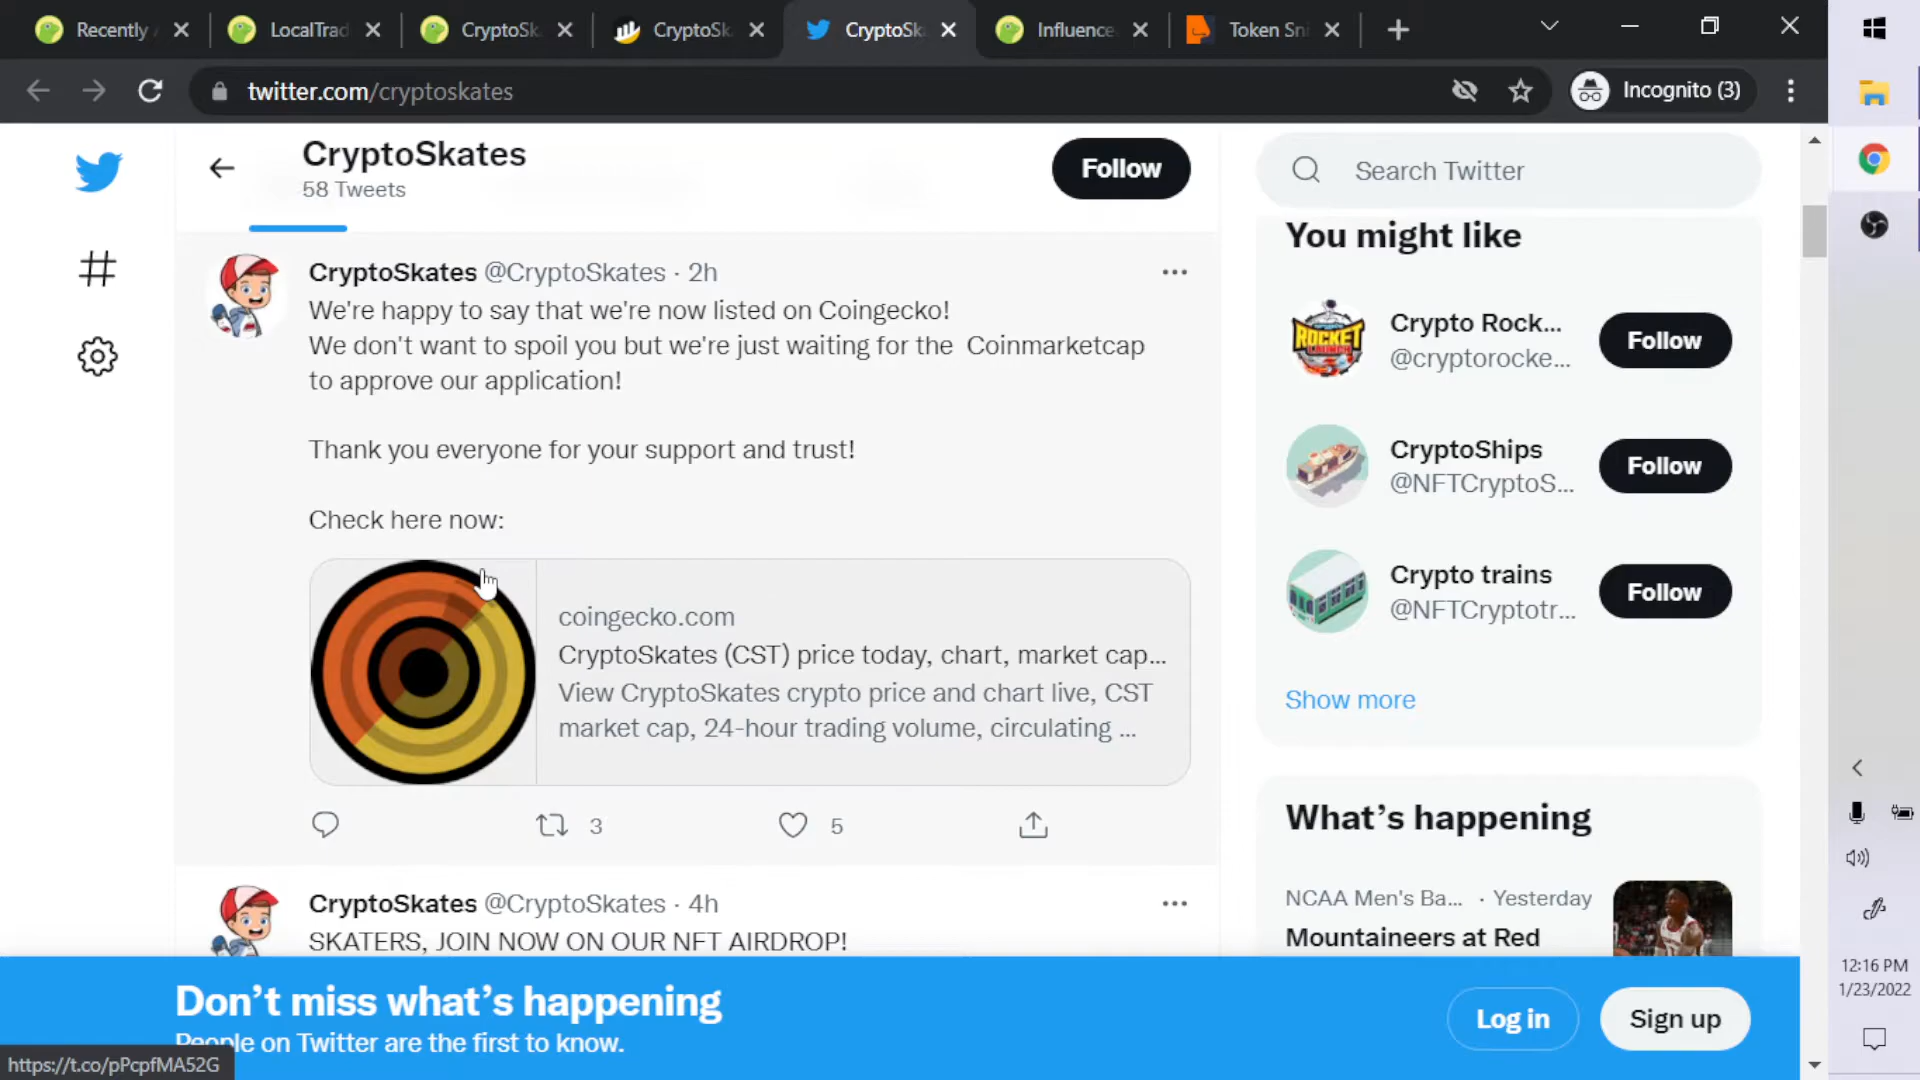 Recently
LocalTrad
CryptoSk
CryptoSk
CryptoSk
Influence
Token Sni
twitter.com/cryptoskates
Incognito (3)
CryptoSkates
58 Tweets
Follow
Search Twitter
CryptoSkates @CryptoSkates · 2h
We're happy to say that we're now listed on Coingecko!
We don't want to spoil you but we're just waiting for the Coinmarketcap
to approve our application!
Thank you everyone for your support and trust!
Check here now:
coingecko.com
CryptoSkates (CST) price today, chart, market cap...
View CryptoSkates crypto price and chart live, CST
market cap, 24-hour trading volume, circulating ...
3
5
CryptoSkates @CryptoSkates · 4h
SKATERS, JOIN NOW ON OUR NFT AIRDROP!
You might like
ROCKET
Crypto Rock...
@cryptorocke...
Follow
CryptoShips
@NFTCryptoS...
Follow
Crypto trains
@NFTCryptotr...
Follow
Show more
What's happening
NCAA Men's Ba... · Yesterday
Mountaineers at Red
Don't miss what's happening
People on Twitter are the first to know.
Log in
Sign up
https://t.co/pPcpfMA52G
12:16 PM
1/23/2022